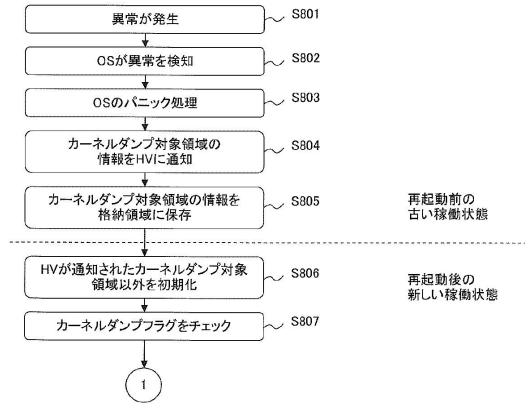 異常が発生
S801
OSが異常を検知
S802
OSのパニック処理
S803
カーネルダンプ対象領域の
情報をHVに通知
S804
カーネルダンプ対象領域の情報を
格納領域に保存
S805
再起動前の
古い稼働状態
HVが通知されたカーネルダンプ対象
領域以外を初期化
S806
再起動後の
新しい稼働状態
カーネルダンプフラグをチェック
S807
1